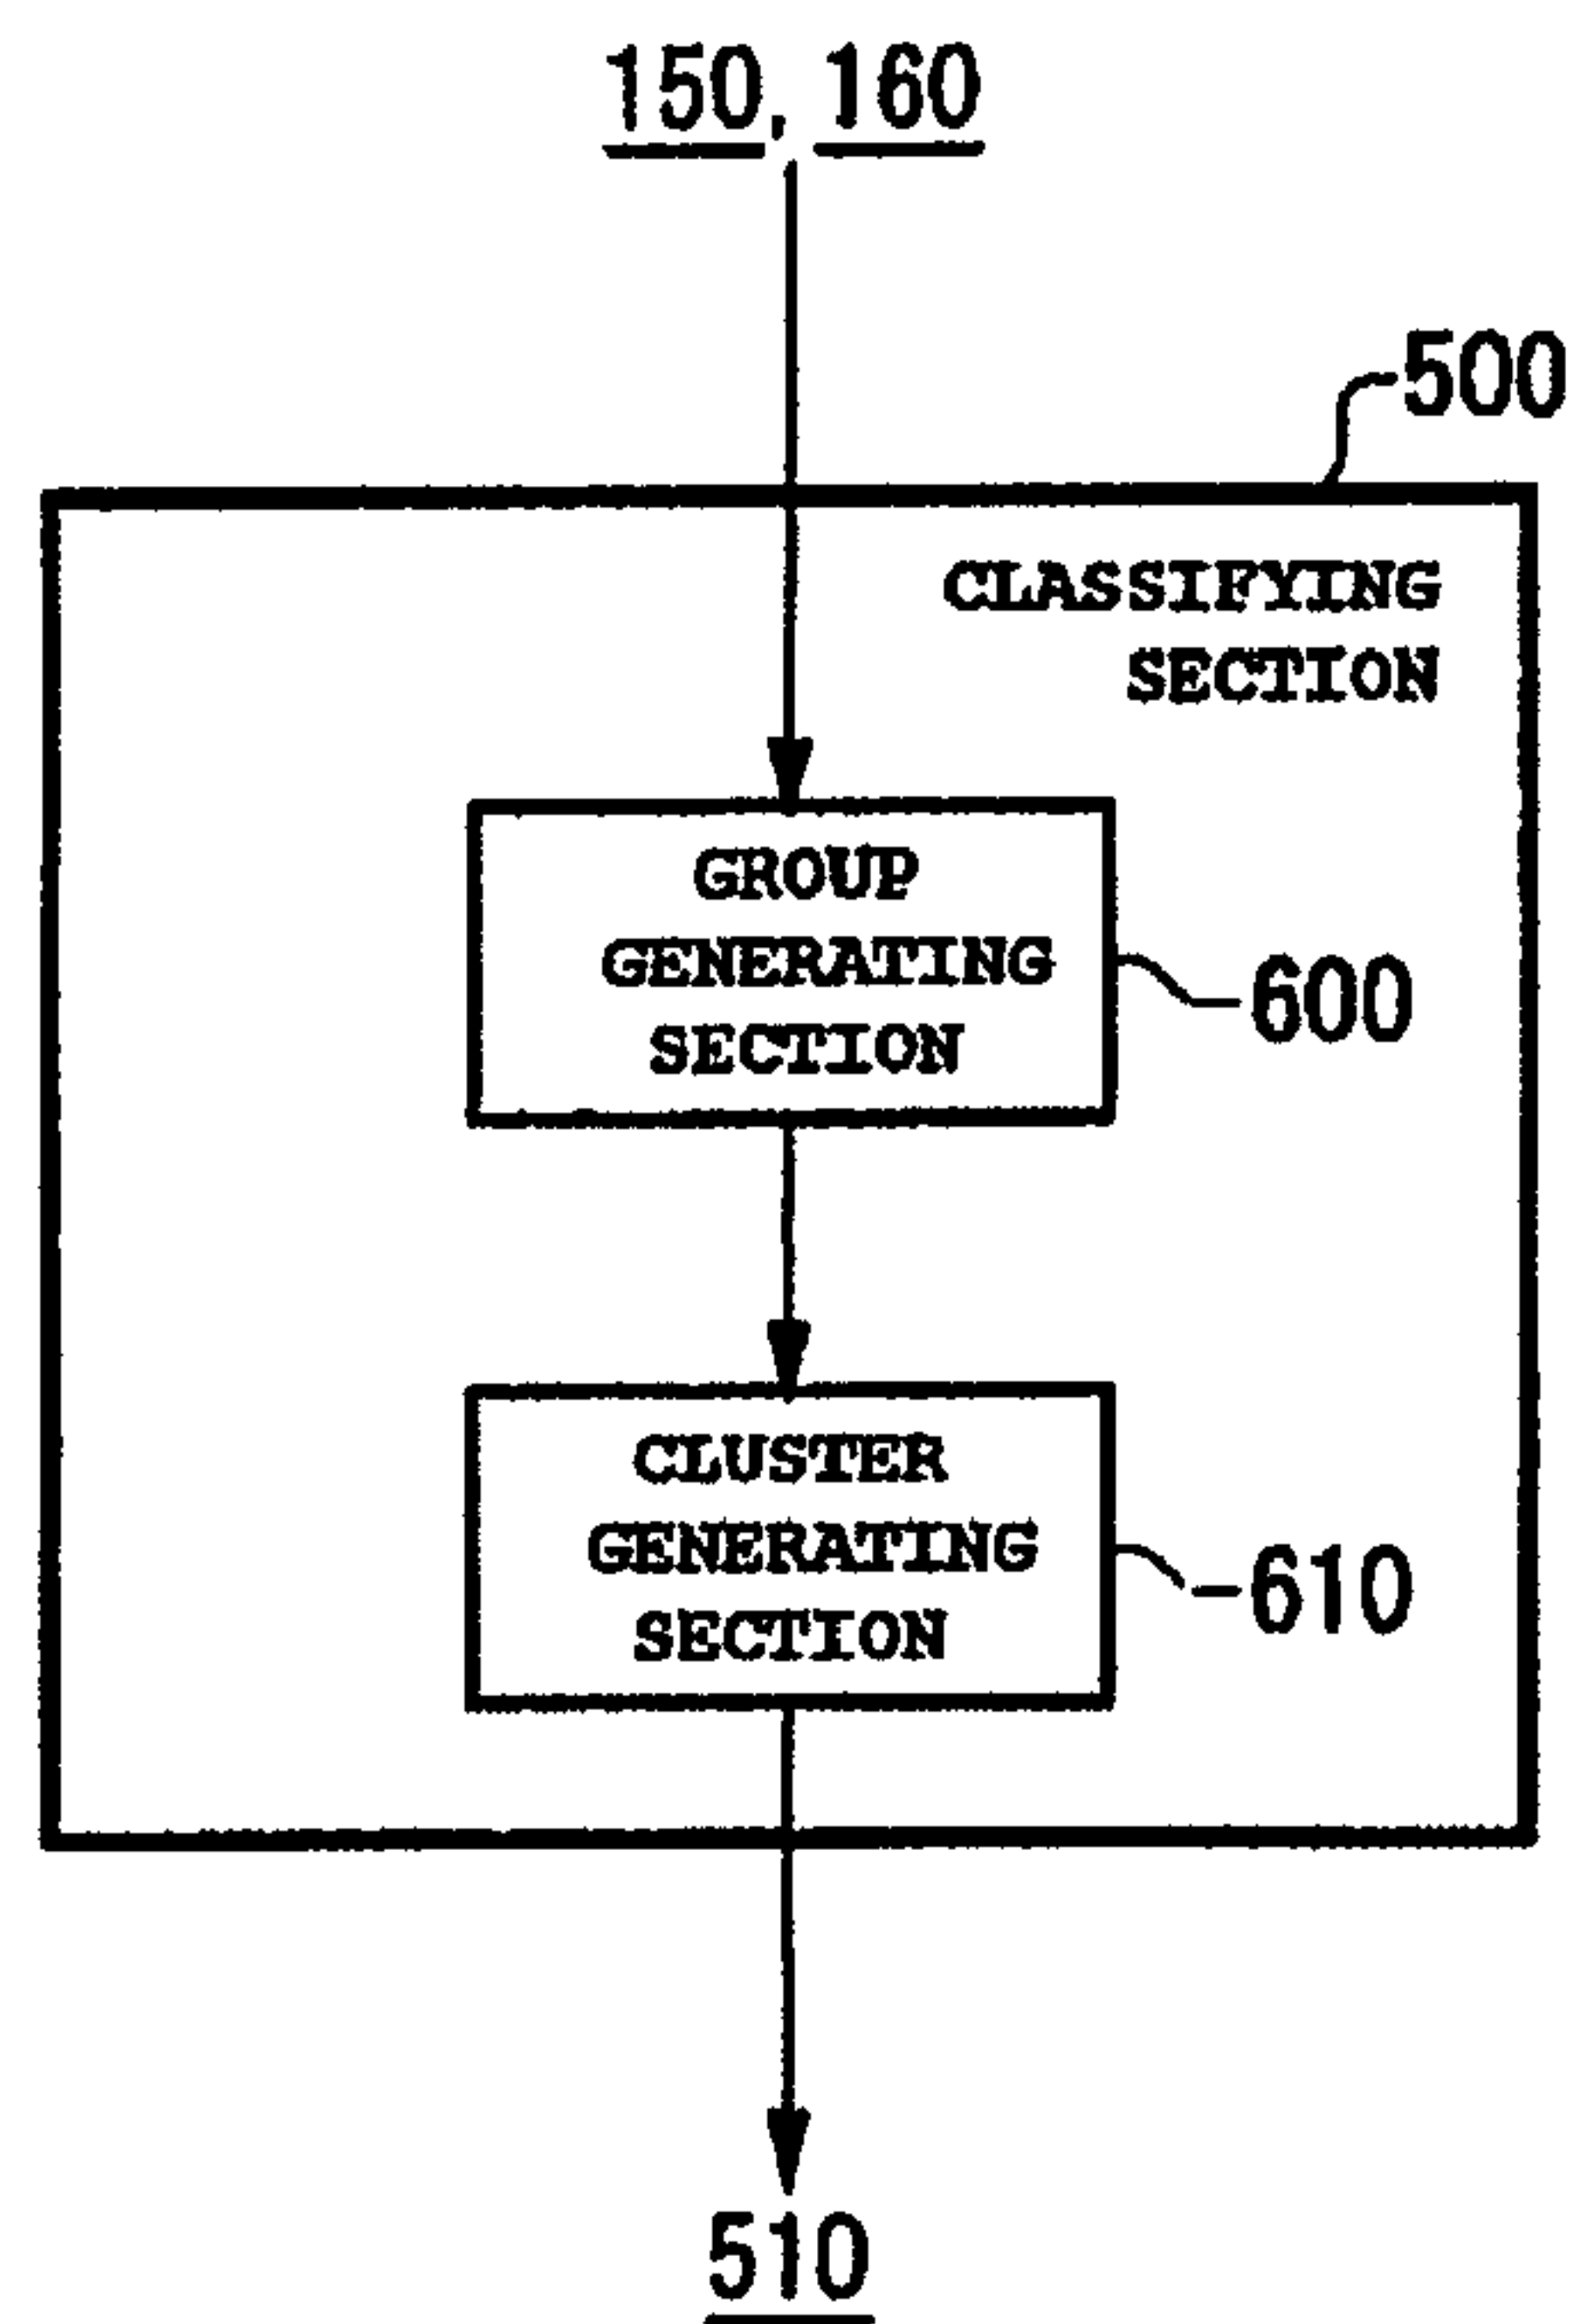 150, 160
500
CLASSIFYING
SECTION
GROUP
GENERATING
SECTION
600
CLUSTER
GENERATING
SECTION
610
510